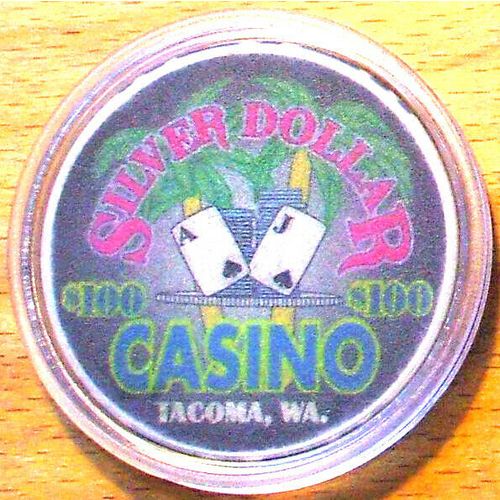 SILVER DOLLAR
A J
$100 $100
CASINO
TACOMA, WA.